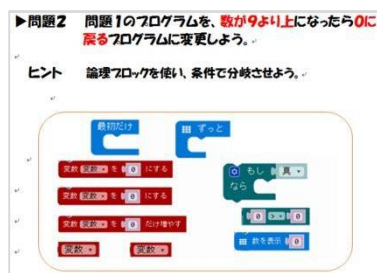 ▶問題2 問題1のプログラムを、数が9より上になったら0に
戻るプログラムに変更しよう。
ヒント 論理ブロックを使い、条件で分岐させよう。
最初だけ
ずっと
変数 変数 を 0 にする
もし 真
なら
変数 変数 を 0 にする
0 > 0
変数 変数 を 0 だけ増やす
数を表示 0
変数 変数